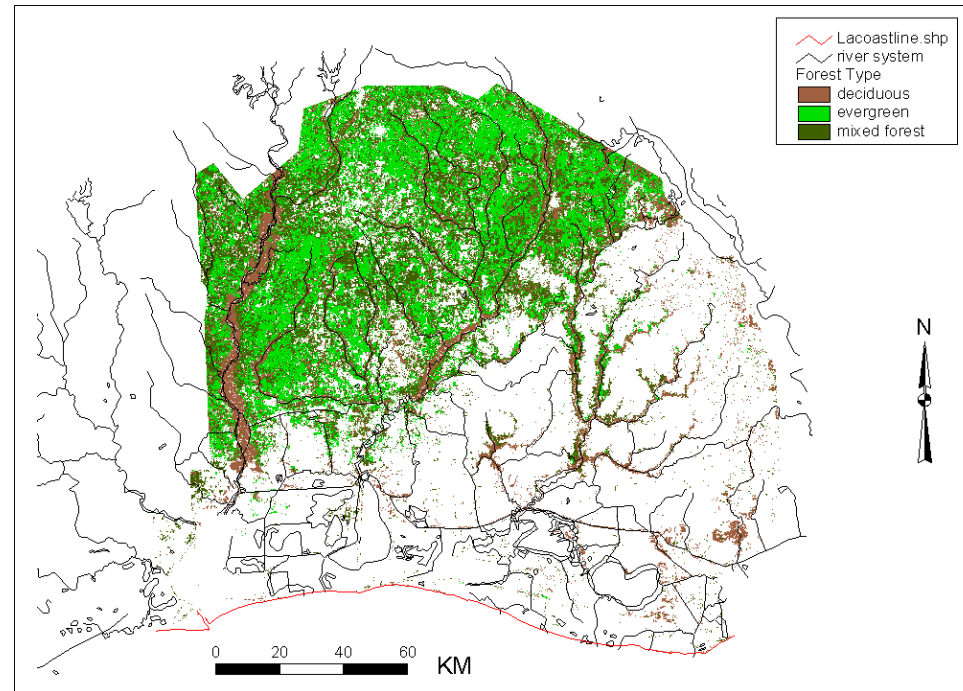 Lacoastline.shp
river system
Forest Type
deciduous
evergreen
mixed forest
N
0 20 40 60
KM